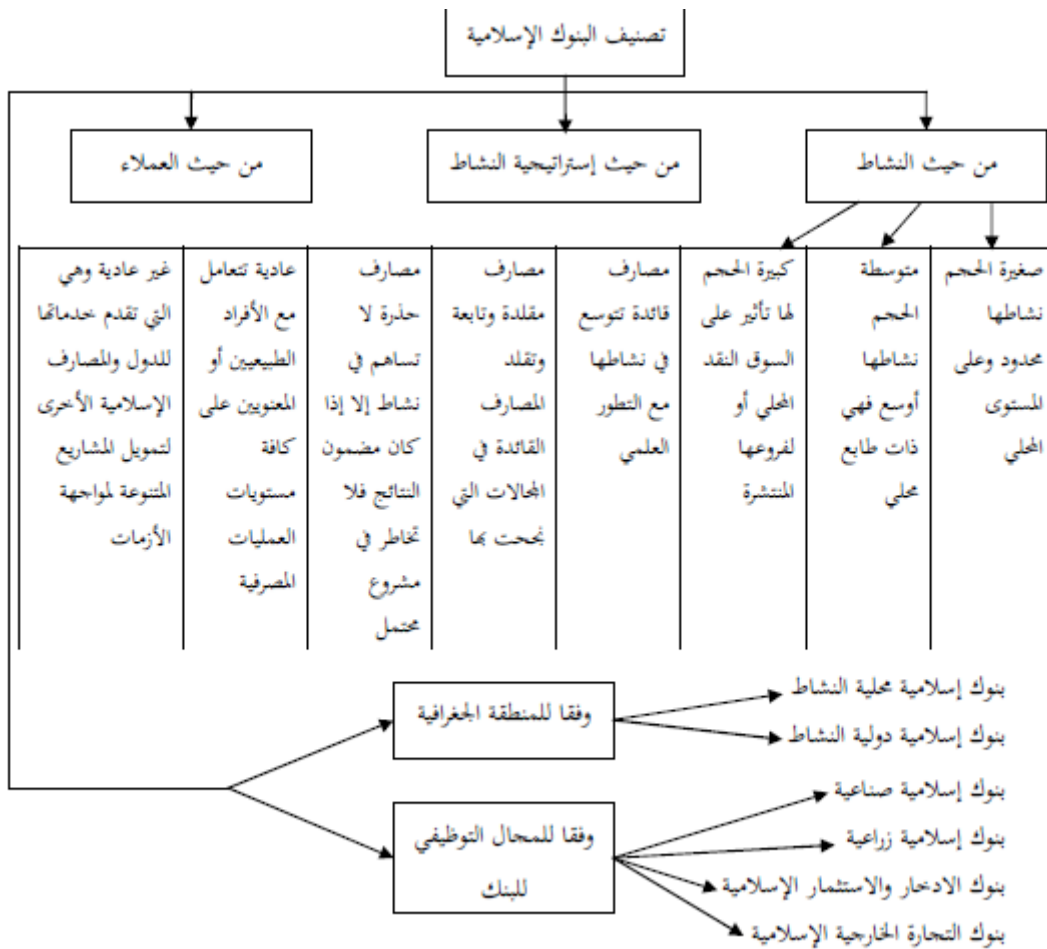 تصنيف البنوك الإسلامية
من حيث النشاط
من حيث إستراتيجية النشاط
من حيث العملاء
صغيرة الحجم
نشاطها
محدود وعلى
المستوى
المحلي
متوسطة
الحجم
نشاطها
أوسع فهي
ذات طابع
محلي
كبيرة الحجم
لها تأثير على
السوق النقد
المحلي أو
لفروعها
المنتشرة
مصارف
قائدة تتوسع
في نشاطها
مع التطور
العلمي
مصارف
مقلدة وتابعة
وتقلد
المصارف
القائدة في
المجالات التي
نجحت بها
مصارف
حذرة لا
تساهم في
نشاط إلا إذا
كان مضمون
النتائج فلا
تخاطر في
مشروع
محتمل
عادية تتعامل
مع الأفراد
الطبيعيين أو
المعنويين على
كافة
مستويات
العمليات
المصرفية
غير عادية وهي
التي تقدم خدماتها
للدول والمصارف
الإسلامية الأخرى
لتمويل المشاريع
المتنوعة لمواجهة
الأزمات
وفقا للمنطقة الجغرافية
بنوك إسلامية محلية النشاط
بنوك إسلامية دولية النشاط
وفقا للمجال التوظيفي
للبنك
بنوك إسلامية صناعية
بنوك إسلامية زراعية
بنوك الادخار والاستثمار الإسلامية
بنوك التجارة الخارجية الإسلامية